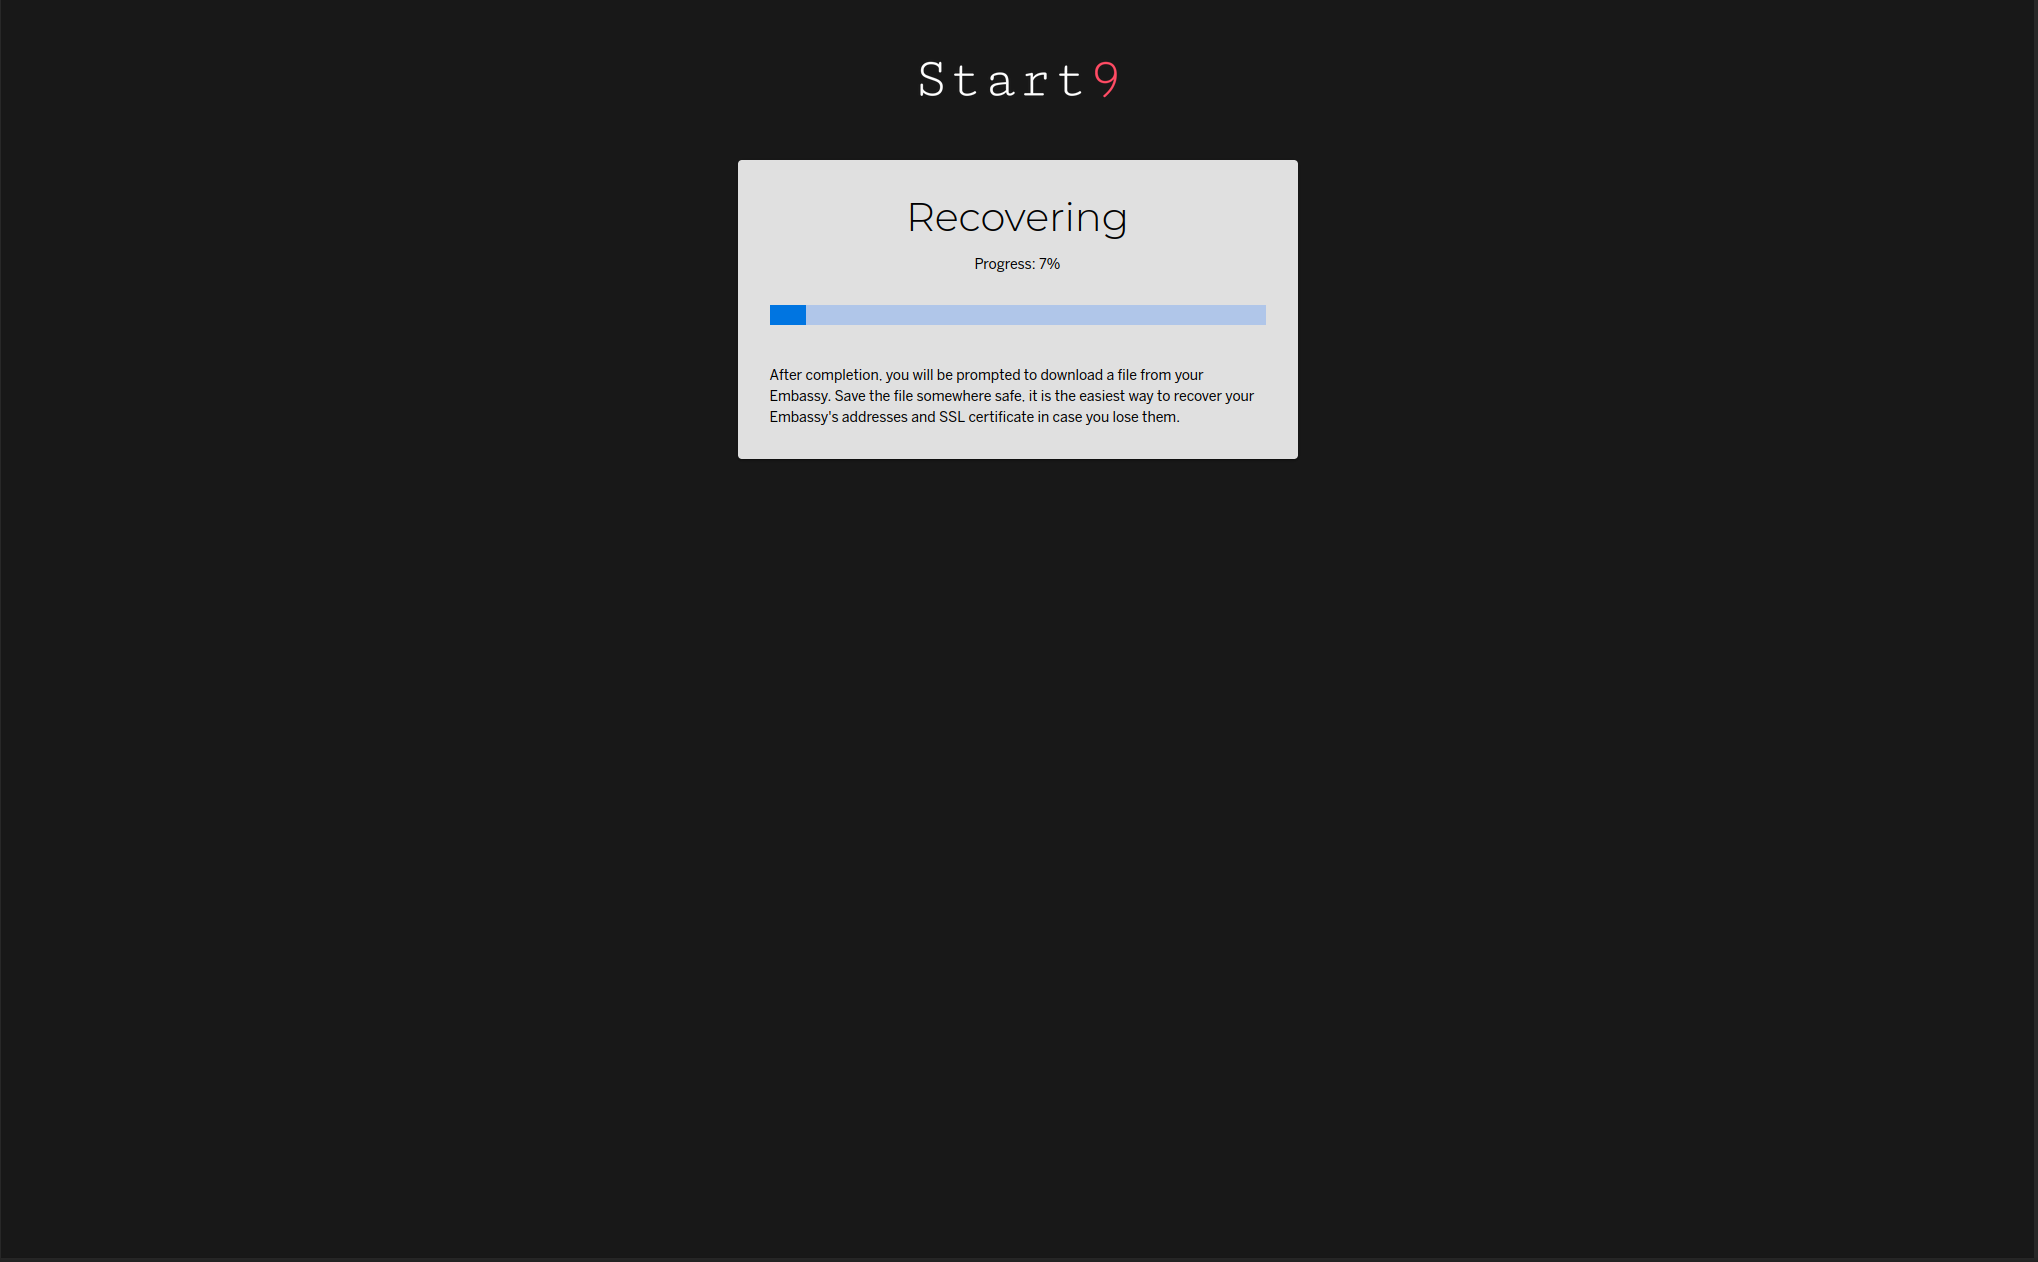 Start9
Recovering
Progress: 7%
After completion, you will be prompted to download a file from your
Embassy. Save the file somewhere safe, it is the easiest way to recover your
Embassy's addresses and SSL certificate in case you lose them.